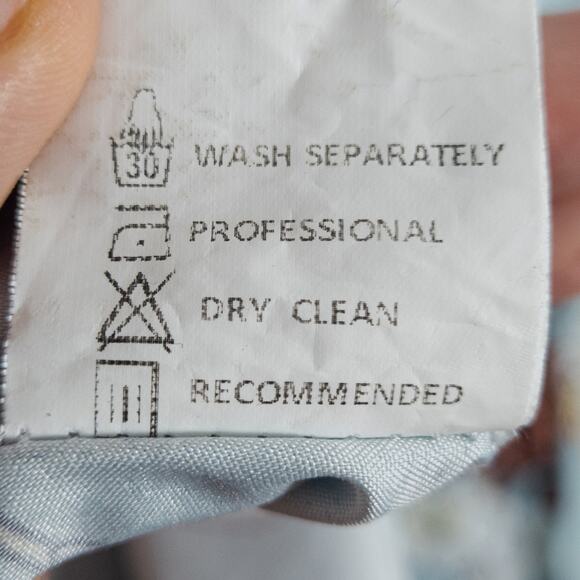 30 WASH SEPARATELY
PROFESSIONAL
DRY CLEAN
RECOMMENDED